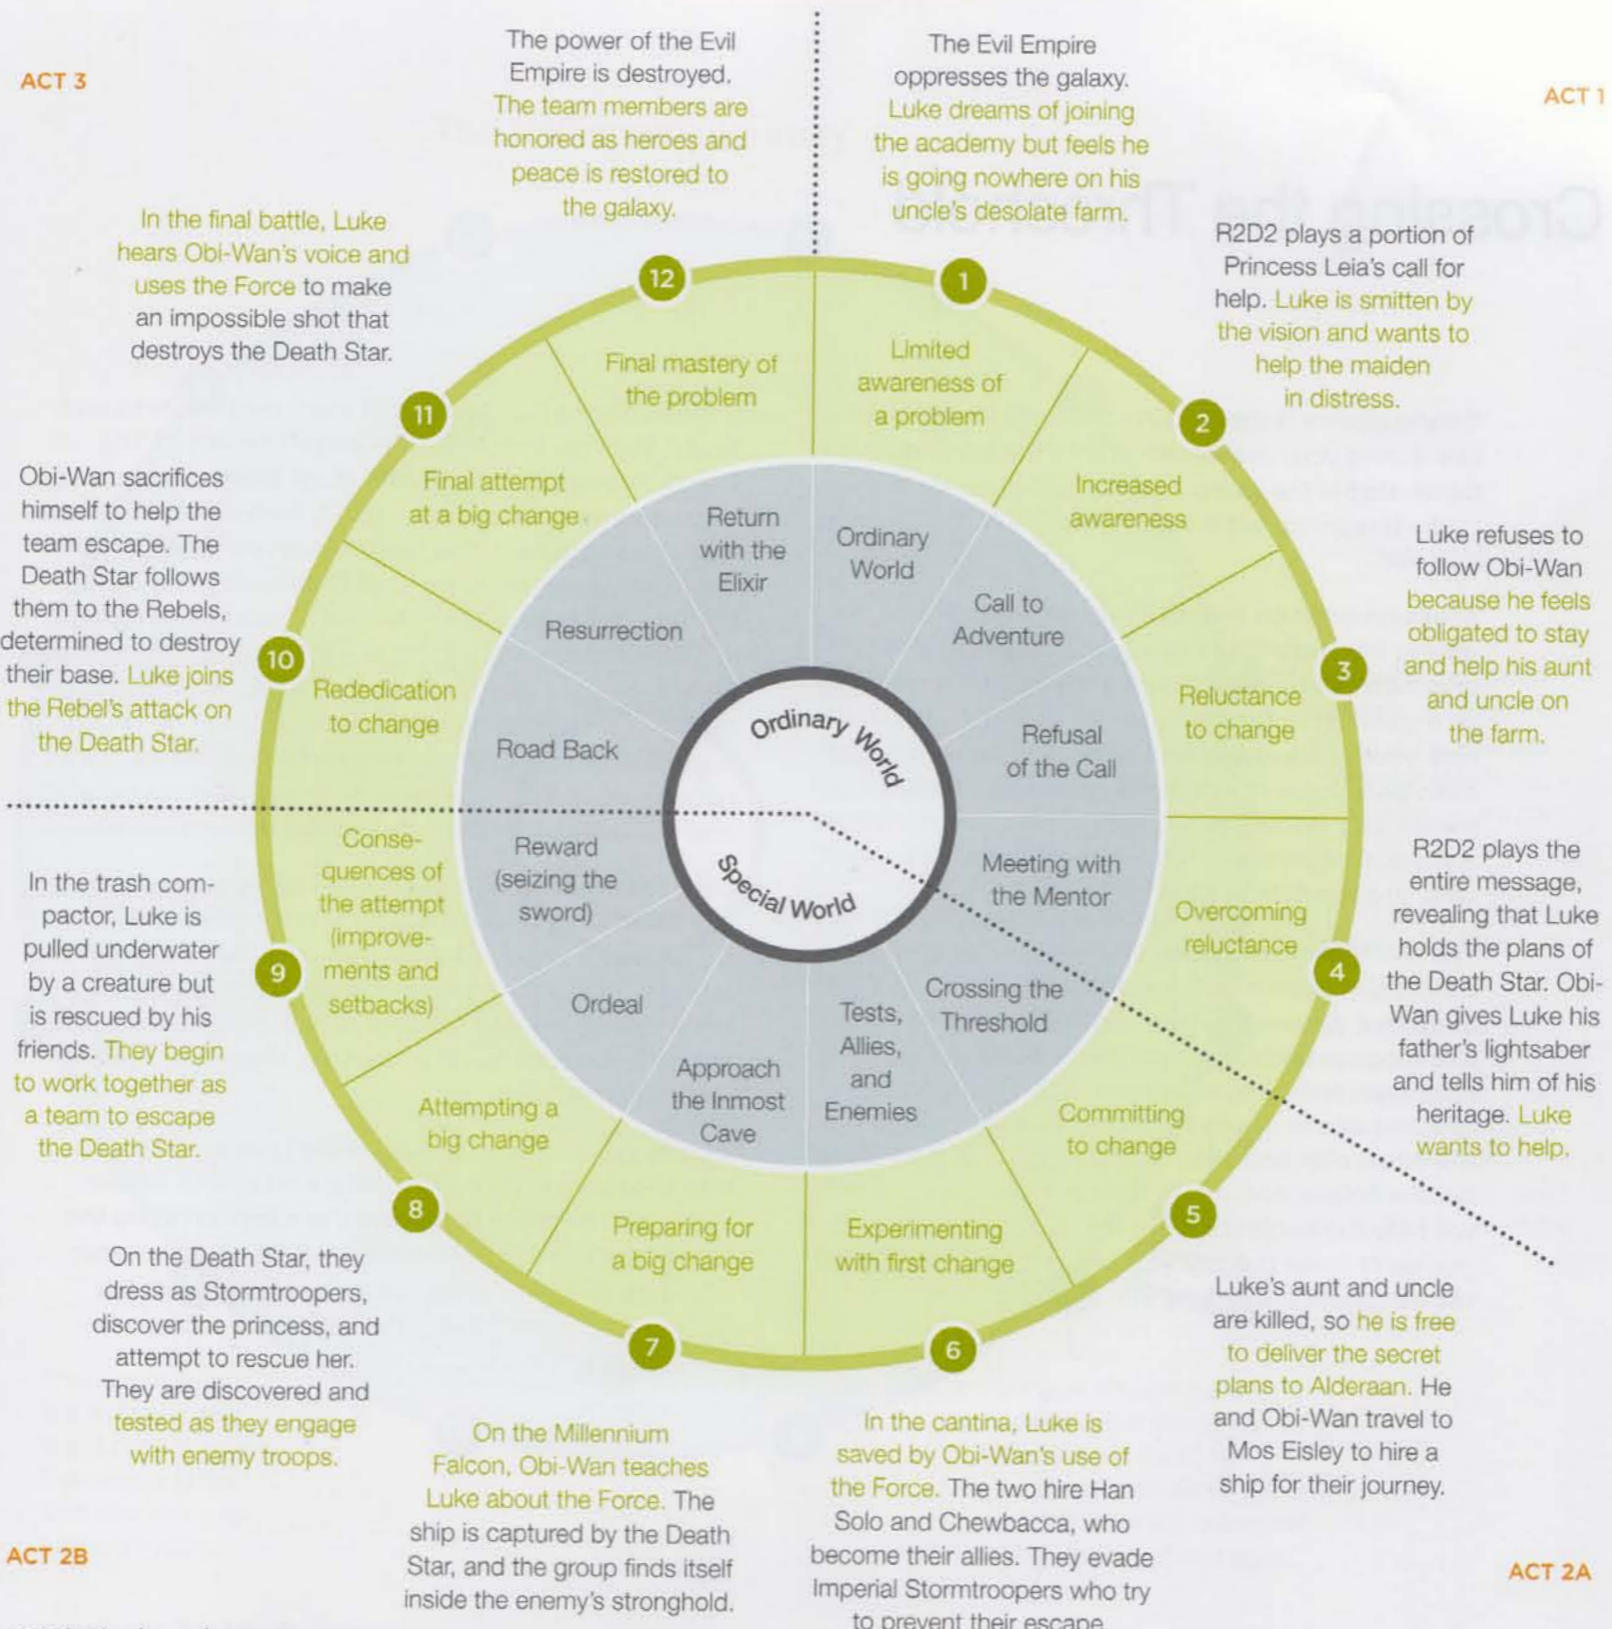 ACT 3
ACT 1
The power of the Evil
Empire is destroyed.
The team members are
honored as heroes and
peace is restored to
the galaxy.
The Evil Empire
oppresses the galaxy.
Luke dreams of joining
the academy but feels he
is going nowhere on his
uncle's desolate farm.
R2D2 plays a portion of
Princess Leia's call for
help. Luke is smitten by
the vision and wants to
help the maiden
in distress.
Luke refuses to
follow Obi-Wan
because he feels
obligated to stay
and help his aunt
and uncle on
the farm.
R2D2 plays the
entire message,
revealing that Luke
holds the plans of
the Death Star. Obi-
Wan gives Luke his
father's lightsaber
and tells him of his
heritage. Luke
wants to help.
Luke's aunt and uncle
are killed, so he is free
to deliver the secret
plans to Alderaan. He
and Obi-Wan travel to
Mos Eisley to hire a
ship for their journey.
In the cantina, Luke is
saved by Obi-Wan's use of
the Force. The two hire Han
Solo and Chewbacca, who
become their allies. They evade
Imperial Stormtroopers who try
to prevent their escape
On the Millennium
Falcon, Obi-Wan teaches
Luke about the Force. The
ship is captured by the Death
Star, and the group finds itself
inside the enemy's stronghold.
On the Death Star, they
dress as Stormtroopers,
discover the princess, and
attempt to rescue her.
They are discovered and
tested as they engage
with enemy troops.
In the trash com-
pactor, Luke is
pulled underwater
by a creature but
is rescued by his
friends. They begin
to work together as
a team to escape
the Death Star.
Obi-Wan sacrifices
himself to help the
team escape. The
Death Star follows
them to the Rebels,
determined to destroy
their base. Luke joins
the Rebel's attack on
the Death Star.
In the final battle, Luke
hears Obi-Wan's voice and
uses the Force to make
an impossible shot that
destroys the Death Star.
1
Limited
awareness of
a problem
2
Increased
awareness
3
Reluctance
to change
4
Overcoming
reluctance
5
Committing
to change
6
Experimenting
with first change
7
Preparing for
a big change
8
Attempting a
big change
9
Conse-
quences of
the attempt
(improve-
ments and
setbacks)
10
Rededication
to change
11
Final attempt
at a big change
12
Final mastery of
the problem
Ordinary
World
Call to
Adventure
Refusal
of the Call
Meeting with
the Mentor
Crossing the
Threshold
Tests,
Allies,
and
Enemies
Approach
the Inmost
Cave
Ordeal
Reward
(seizing the
sword)
Road Back
Resurrection
Return
with the
Elixir
Ordinary World
Special World
ACT 2B
ACT 2A